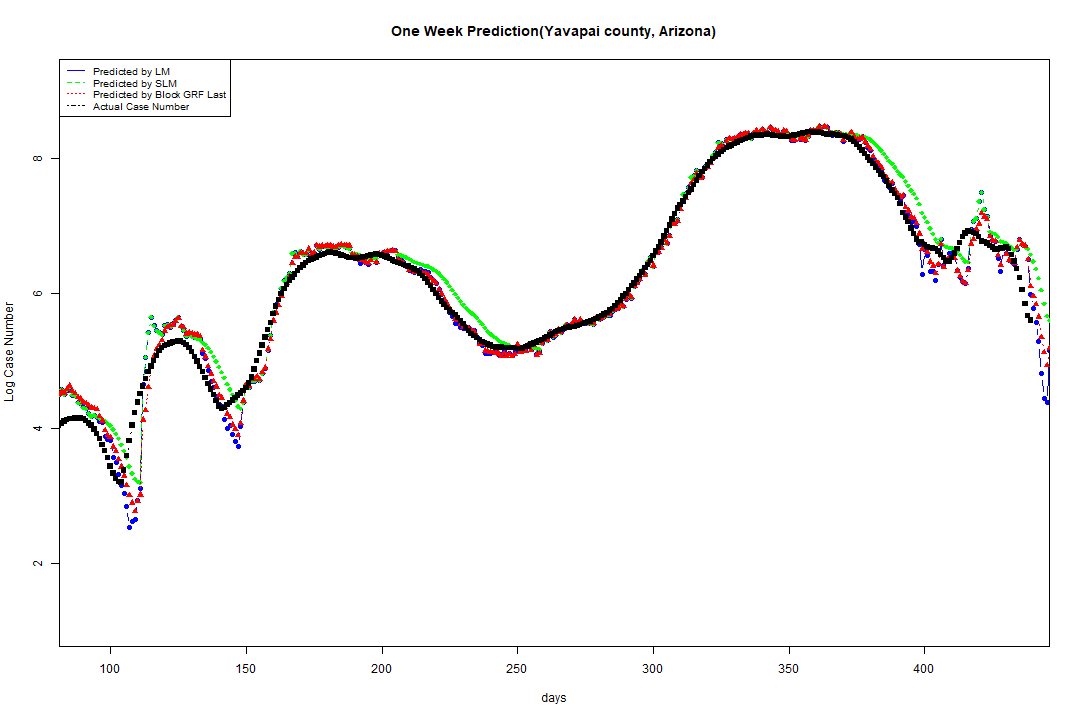 One Week Prediction(Yavapai county, Arizona)
Predicted by LM
Predicted by SLM
Predicted by Block GRF Last
Actual Case Number
Log Case Number
8
6
4
2
100 150 200 250 300 350 400
days